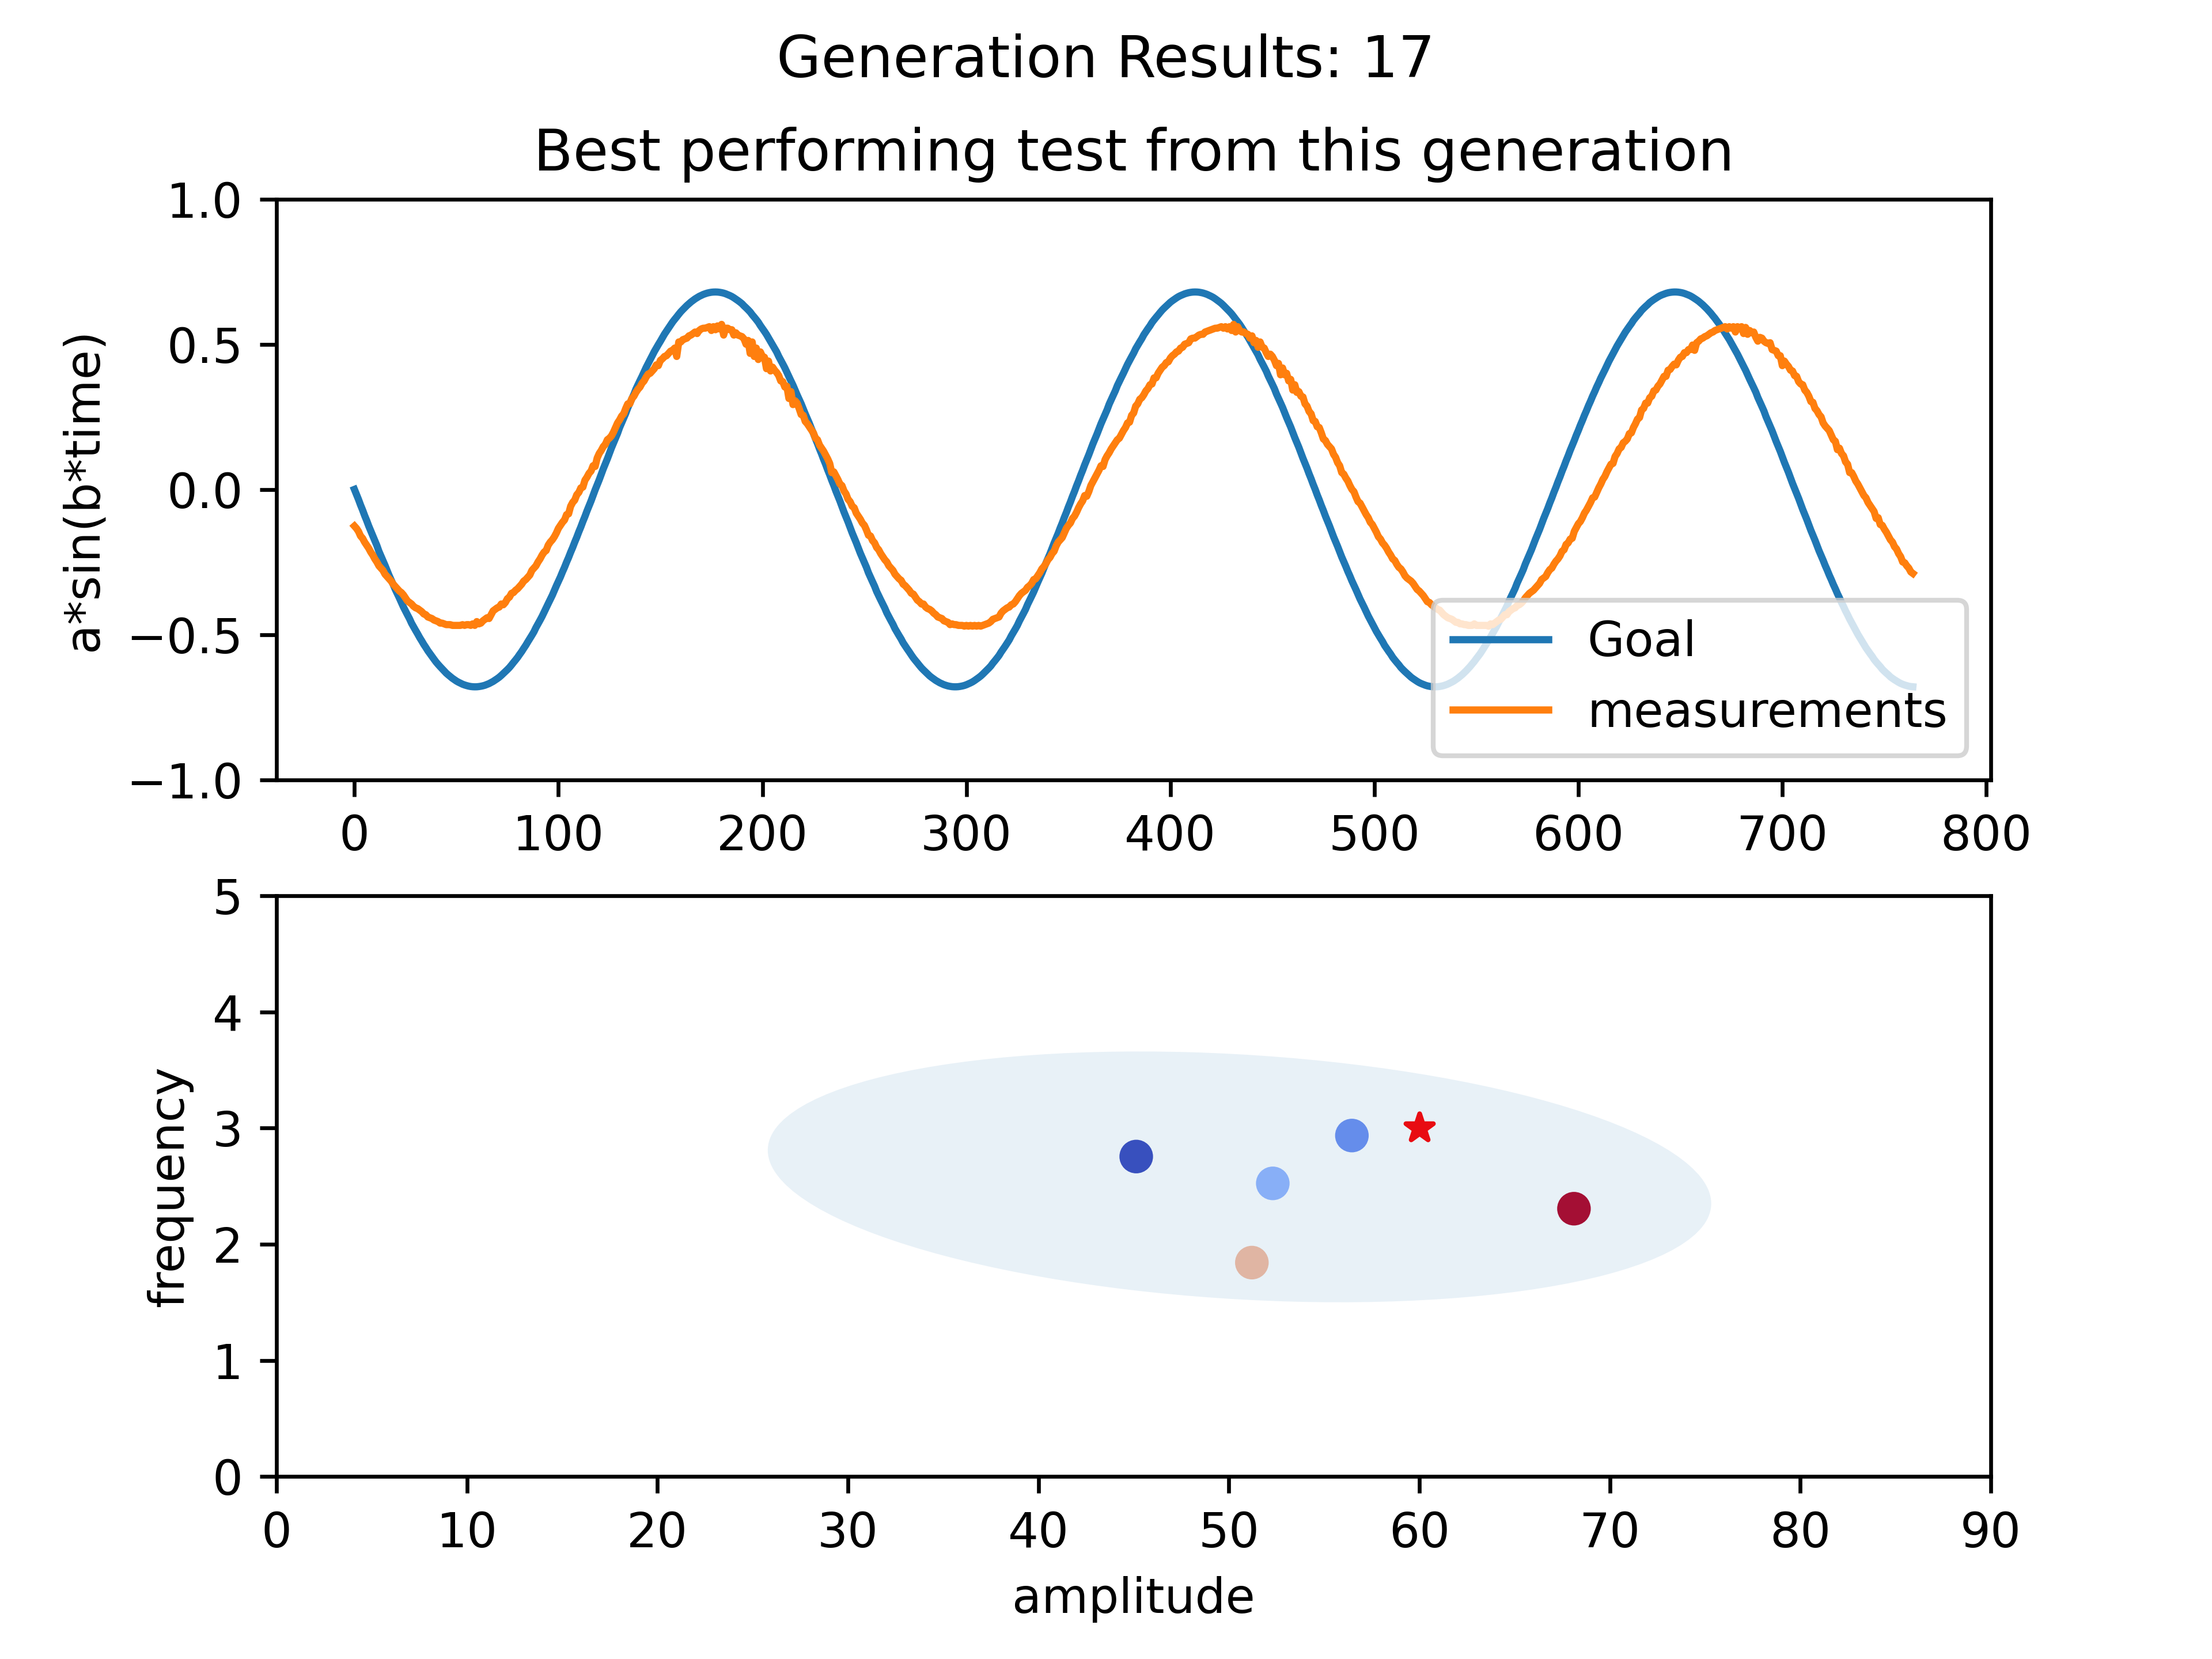 Generation Results: 17
Best performing test from this generation
1.0
0.5
0.0
−0.5
−1.0
a*sin(b*time)
Goal
measurements
0 100 200 300 400 500 600 700 800
5
4
3
2
1
0
frequency
0 10 20 30 40 50 60 70 80 90
amplitude